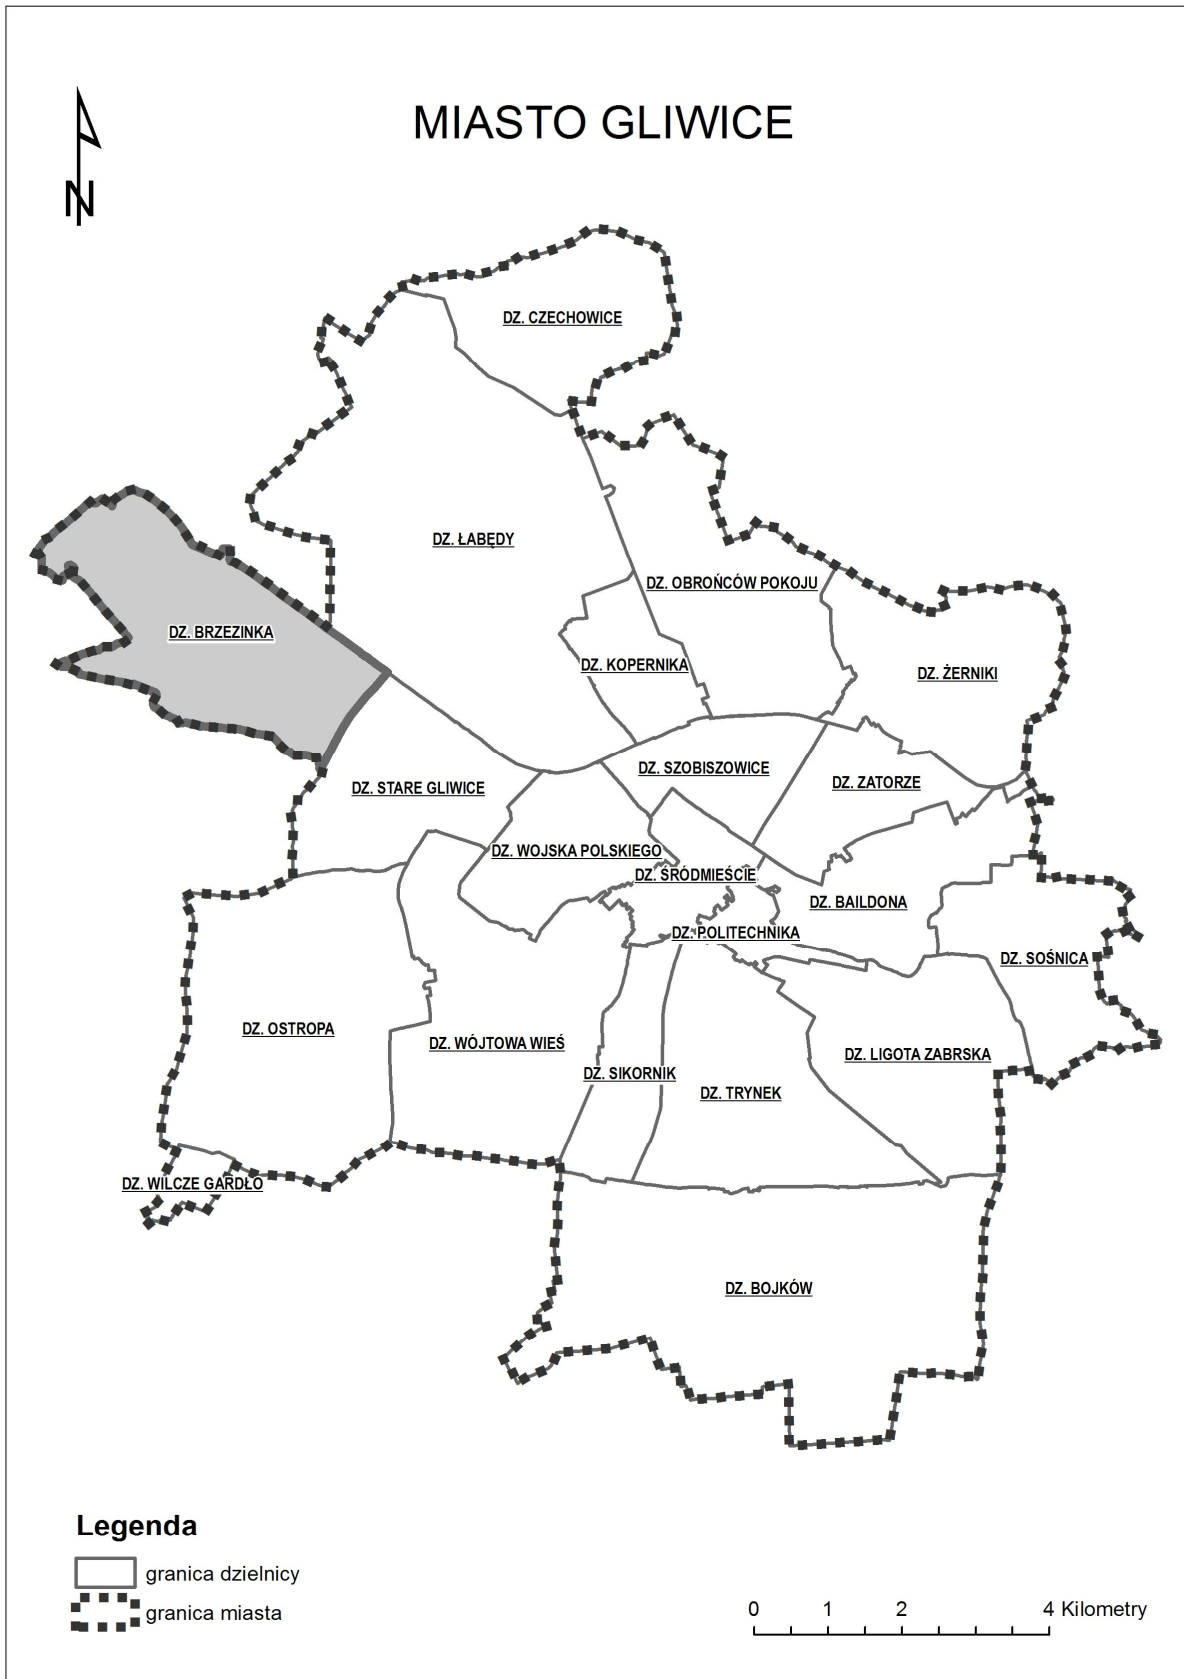 MIASTO GLIWICE
N
DZ. CZECHOWICE
DZ. ŁABĘDY
DZ. OBROŃCÓW POKOJU
DZ. BRZEZINKA
DZ. KOPERNIKA
DZ. ŻERNIKI
DZ. SZOBISZOWICE
DZ. ZATORZE
DZ. STARE GLIWICE
DZ. WOJSKA POLSKIEGO
DZ. ŚRÓDMIEŚCIE
DZ. BAILDONA
DZ. POLITECHNIKA
DZ. SOŚNICA
DZ. OSTROPA
DZ. WÓJTOWA WIEŚ
DZ. LIGOTA ZABRSKA
DZ. SIKORNIK
DZ. TRYNEK
DZ. WILCZE GARDŁO
DZ. BOJKÓW
Legenda
granica dzielnicy
granica miasta
0 1 2 4 Kilometry